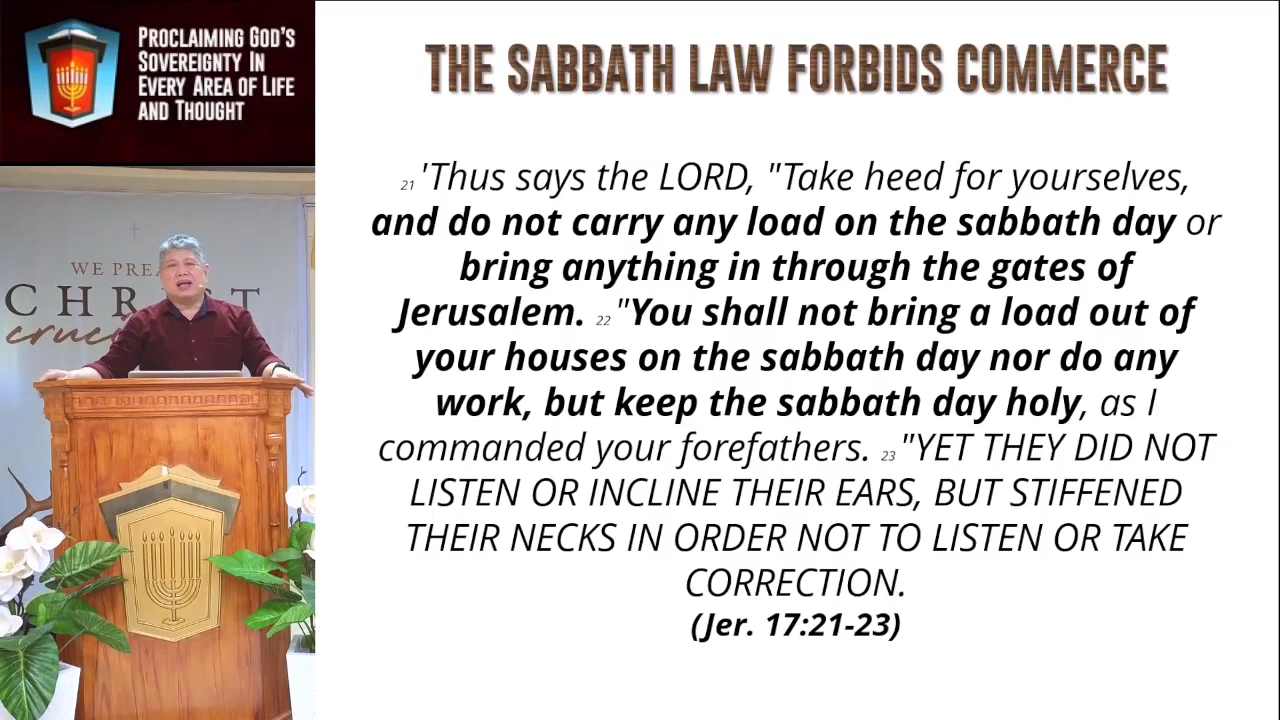 PROCLAIMING GOD'S
SOVEREIGNTY IN
EVERY AREA OF LIFE
AND THOUGHT
WE PREA
CHR ST
cruc
THE SABBATH LAW FORBIDS COMMERCE
21 'Thus says the LORD, "Take heed for yourselves,
and do not carry any load on the sabbath day or
bring anything in through the gates of
Jerusalem. 22 "You shall not bring a load out of
your houses on the sabbath day nor do any
work, but keep the sabbath day holy, as I
commanded your forefathers. 23 "YET THEY DID NOT
LISTEN OR INCLINE THEIR EARS, BUT STIFFENED
THEIR NECKS IN ORDER NOT TO LISTEN OR TAKE
CORRECTION.
(Jer. 17:21-23)